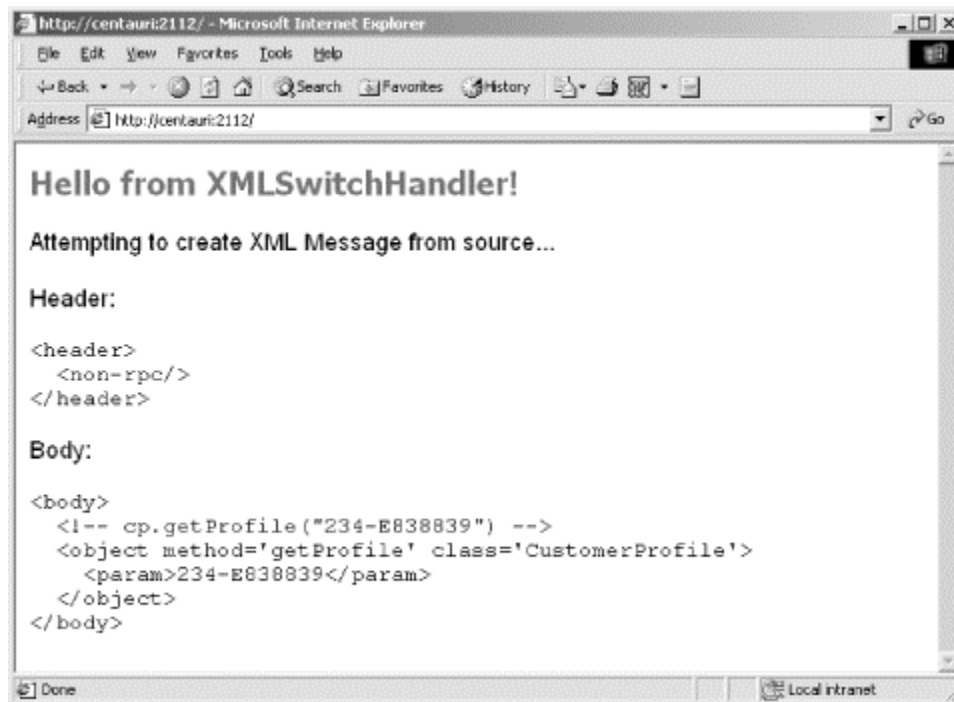 http://centauri:2112/ - Microsoft Internet Explorer
File Edit View Favorites Tools Help
Back Search Favorites History
Address http://centauri:2112/ Go
Hello from XMLSwitchHandler!
Attempting to create XML Message from source...
Header:
<header>
  <non-rpc/>
</header>
Body:
<body>
  <!-- cp.getProfile("234-E838839") -->
  <object method='getProfile' class='CustomerProfile'>
    <param>234-E838839</param>
  </object>
</body>
Done Local intranet